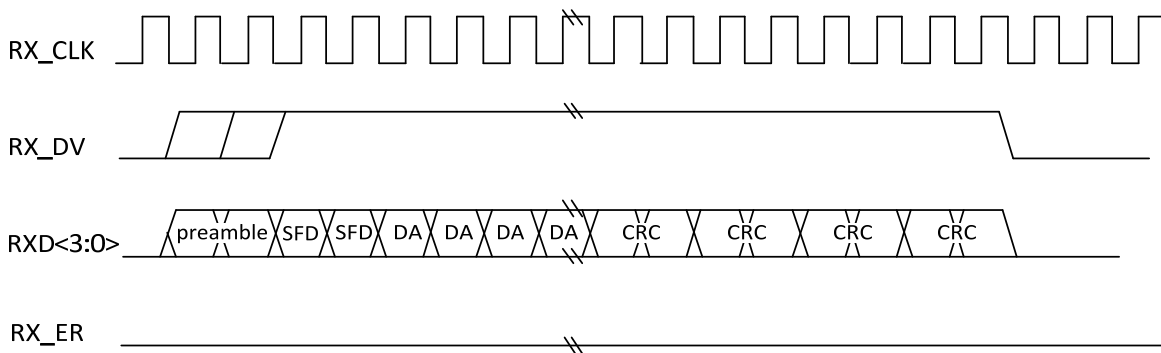 RX_CLK
RX_DV
RXD<3:0>
preamble SFD SFD DA DA DA DA CRC CRC CRC CRC
RX_ER